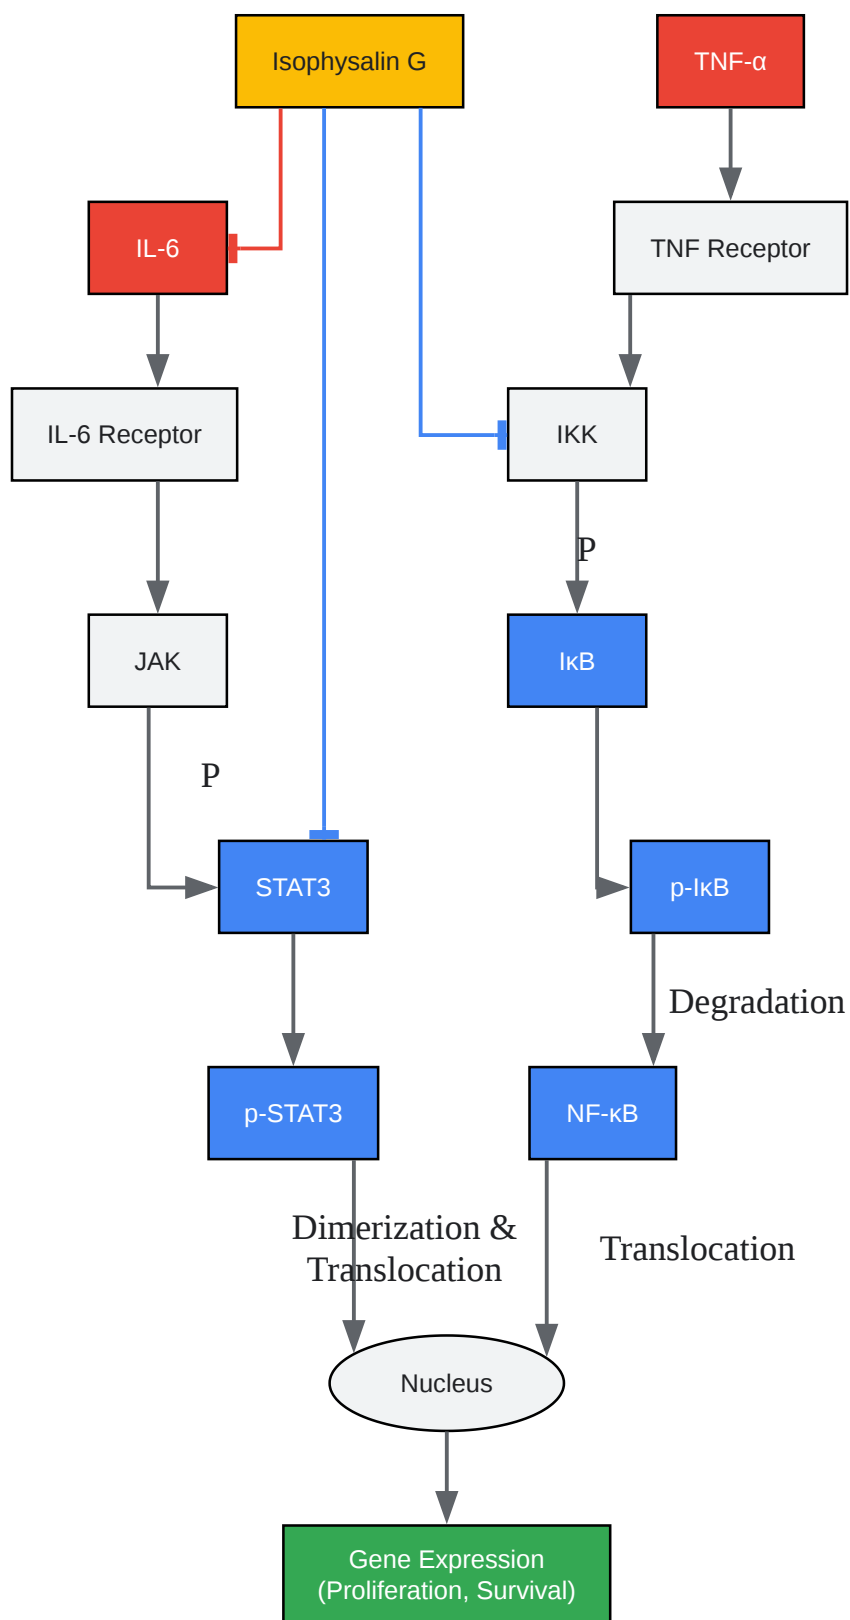 Isophysalin G
TNF-α
IL-6
TNF Receptor
IL-6 Receptor
IKK
P
JAK
IκB
P
STAT3
p-IκB
Degradation
p-STAT3
NF-κB
Dimerization &
Translocation
Translocation
Nucleus
Gene Expression
(Proliferation, Survival)